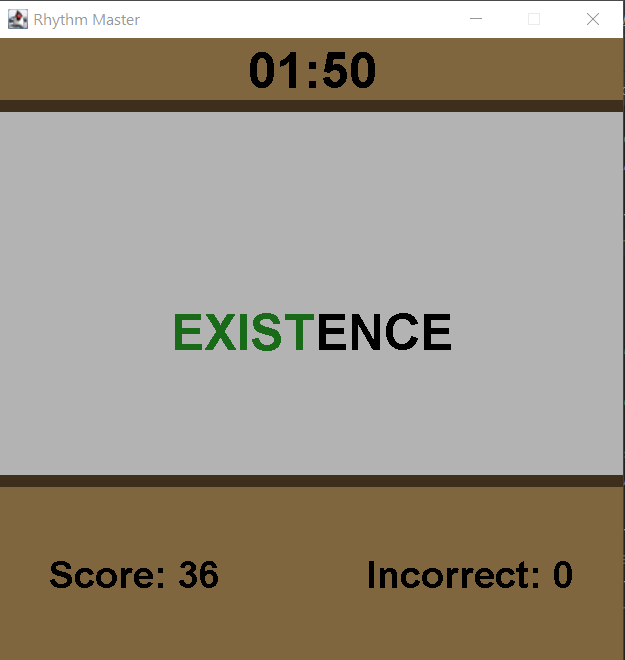 Rhythm Master
01:50
EXISTENCE
Score: 36
Incorrect: 0